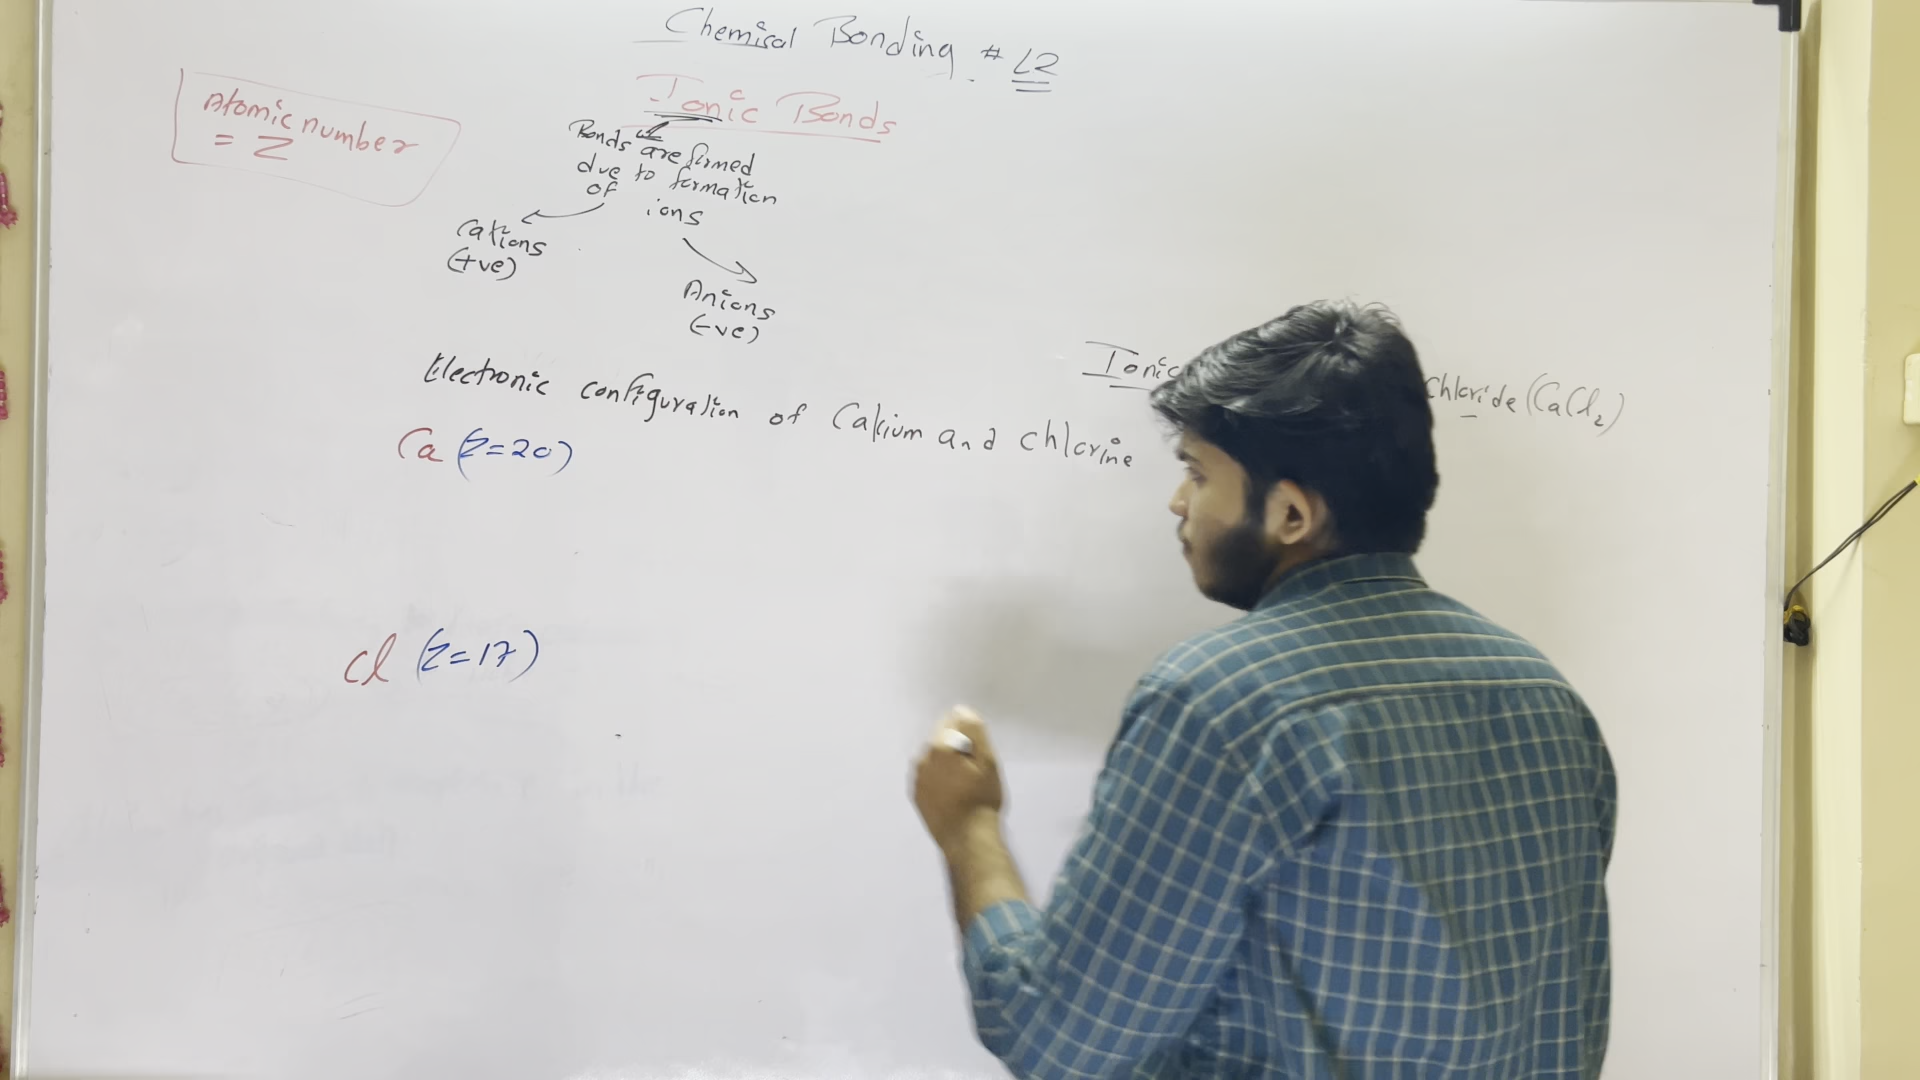 Chemical Bonding # L2
Ionic Bonds
Atomic number
= Z
Bonds are formed
due to formation
of ions
Cations
(+ve)
Anions
(-ve)
Ionic
Chloride (CaCl2)
Electronic configuration of Calcium and chlorine
Ca (Z=20)
Cl (Z=17)